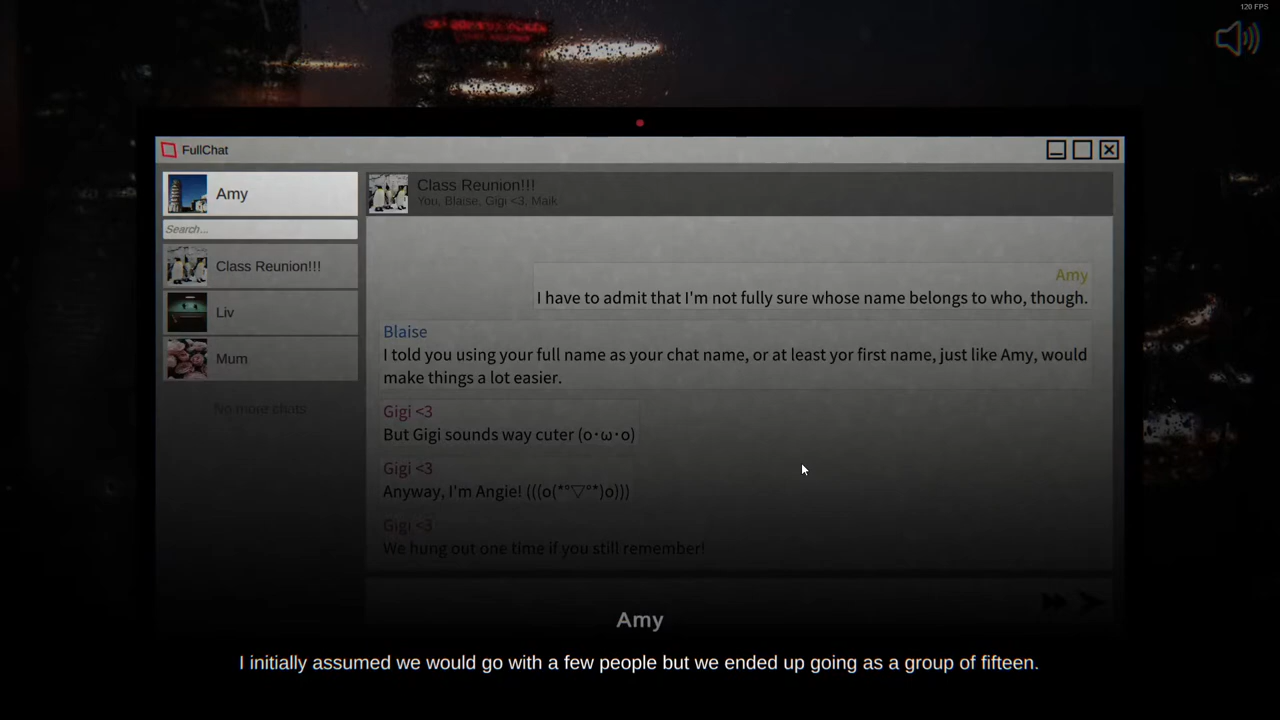 120 FPS
FullChat
Amy
Search...
Class Reunion!!!
Liv
Mum
No more chats
Class Reunion!!!
You, Blaise, Gigi <3, Maik
Amy
I have to admit that I'm not fully sure whose name belongs to who, though.
Blaise
I told you using your full name as your chat name, or at least yor first name, just like Amy, would
make things a lot easier.
Gigi <3
But Gigi sounds way cuter (o･ω･o)
Gigi <3
Anyway, I'm Angie! (((o(*°▽°*)o)))
Gigi <3
We hung out one time if you still remember!
Amy
I initially assumed we would go with a few people but we ended up going as a group of fifteen.